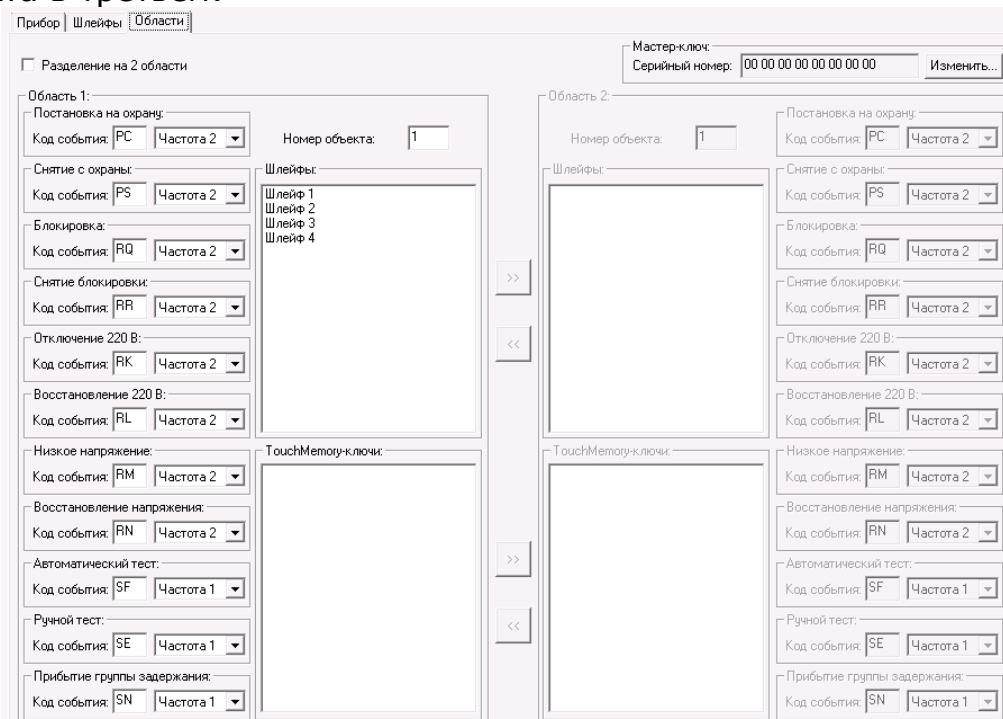 Прибор Шлейфы Области
Разделение на 2 области
Мастер-ключ:
Серийный номер: 00 00 00 00 00 00 00 00 Изменить...
Область 1:
Постановка на охрану:
Код события: PC Частота 2
Номер объекта: 1
Снятие с охраны:
Код события: PS Частота 2
Блокировка:
Код события: RQ Частота 2
Снятие блокировки:
Код события: RR Частота 2
Отключение 220 В:
Код события: RK Частота 2
Восстановление 220 В:
Код события: RL Частота 2
Низкое напряжение:
Код события: RM Частота 2
Восстановление напряжения:
Код события: RN Частота 2
Автоматический тест:
Код события: SF Частота 1
Ручной тест:
Код события: SE Частота 1
Прибытие группы задержания:
Код события: SN Частота 1
Шлейфы:
Шлейф 1
Шлейф 2
Шлейф 3
Шлейф 4
TouchMemory-ключи:
>>
<<
>>
<<
Область 2:
Номер объекта: 1
Шлейфы:
TouchMemory-ключи:
Постановка на охрану:
Код события: PC Частота 2
Снятие с охраны:
Код события: PS Частота 2
Блокировка:
Код события: RQ Частота 2
Снятие блокировки:
Код события: RR Частота 2
Отключение 220 В:
Код события: RK Частота 2
Восстановление 220 В:
Код события: RL Частота 2
Низкое напряжение:
Код события: RM Частота 2
Восстановление напряжения:
Код события: RN Частота 2
Автоматический тест:
Код события: SF Частота 1
Ручной тест:
Код события: SE Частота 1
Прибытие группы задержания:
Код события: SN Частота 1